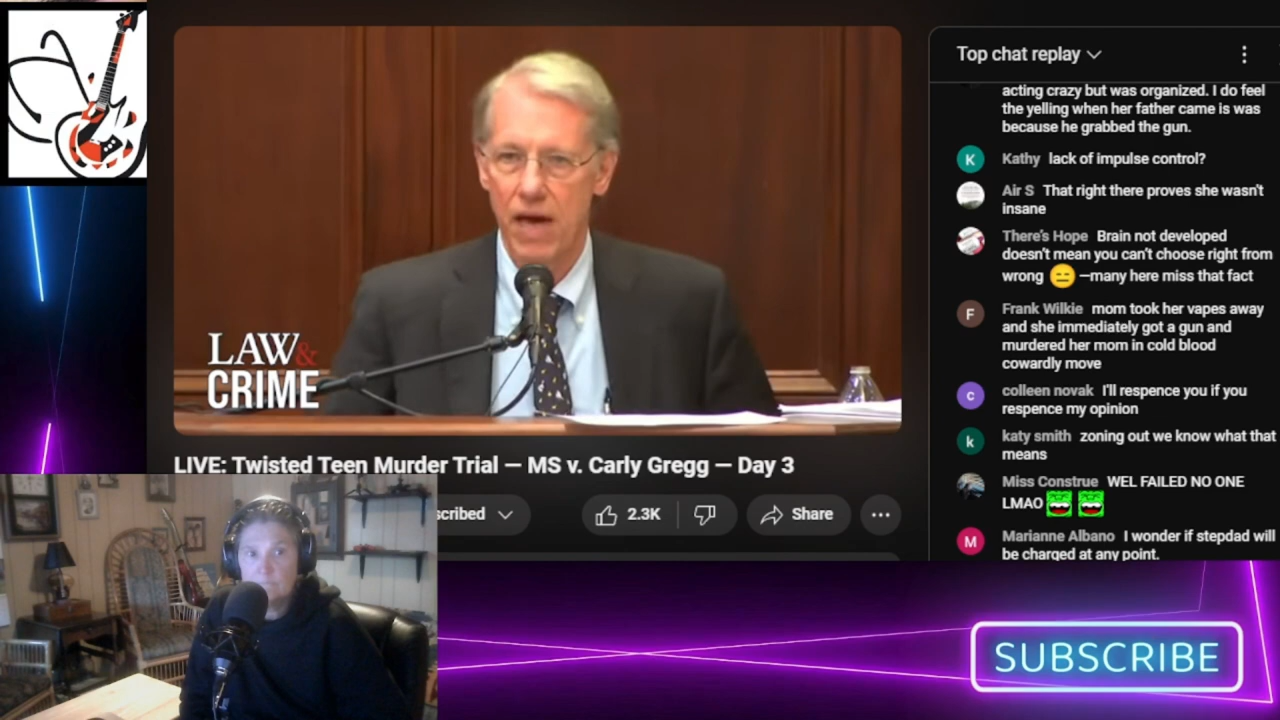 Top chat replay
acting crazy but was organized. I do feel
the yelling when her father came is was
because he grabbed the gun.
Kathy lack of impulse control?
Air S That right there proves she wasn't
insane
There's Hope Brain not developed
doesn't mean you can't choose right from
wrong 😑 —many here miss that fact
Frank Wilkie mom took her vapes away
and she immediately got a gun and
murdered her mom in cold blood
cowardly move
colleen novak I'll respence you if you
respence my opinion
katy smith zoning out we know what that
means
Miss Construe WEL FAILED NO ONE
LMAO
Marianne Albano I wonder if stepdad will
be charged at any point.
K
F
c
k
M
LAW&
CRIME
LIVE: Twisted Teen Murder Trial — MS v. Carly Gregg — Day 3
scribed
2.3K
Share
SUBSCRIBE